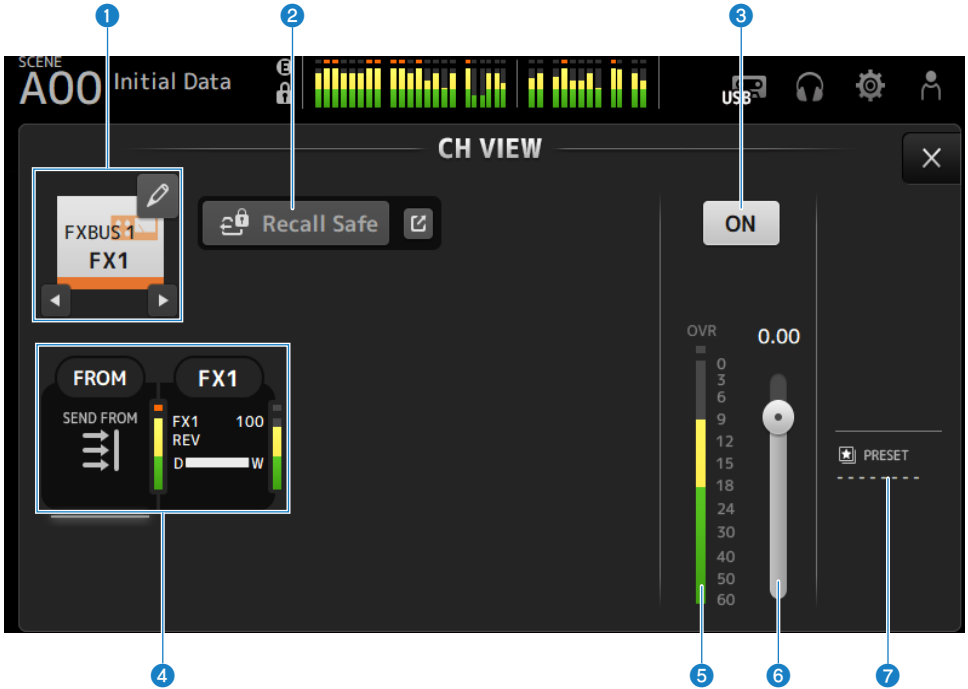 1 2 3
SCENE
A00 Initial Data
E
USB
CH VIEW
FXBUS 1
FX1
Recall Safe
ON
OVR
0.00
0
3
6
9
12
15
18
24
30
40
50
60
FROM
SEND FROM
FX1
FX1 100
REV
D W
PRESET
--------
4 5 6 7